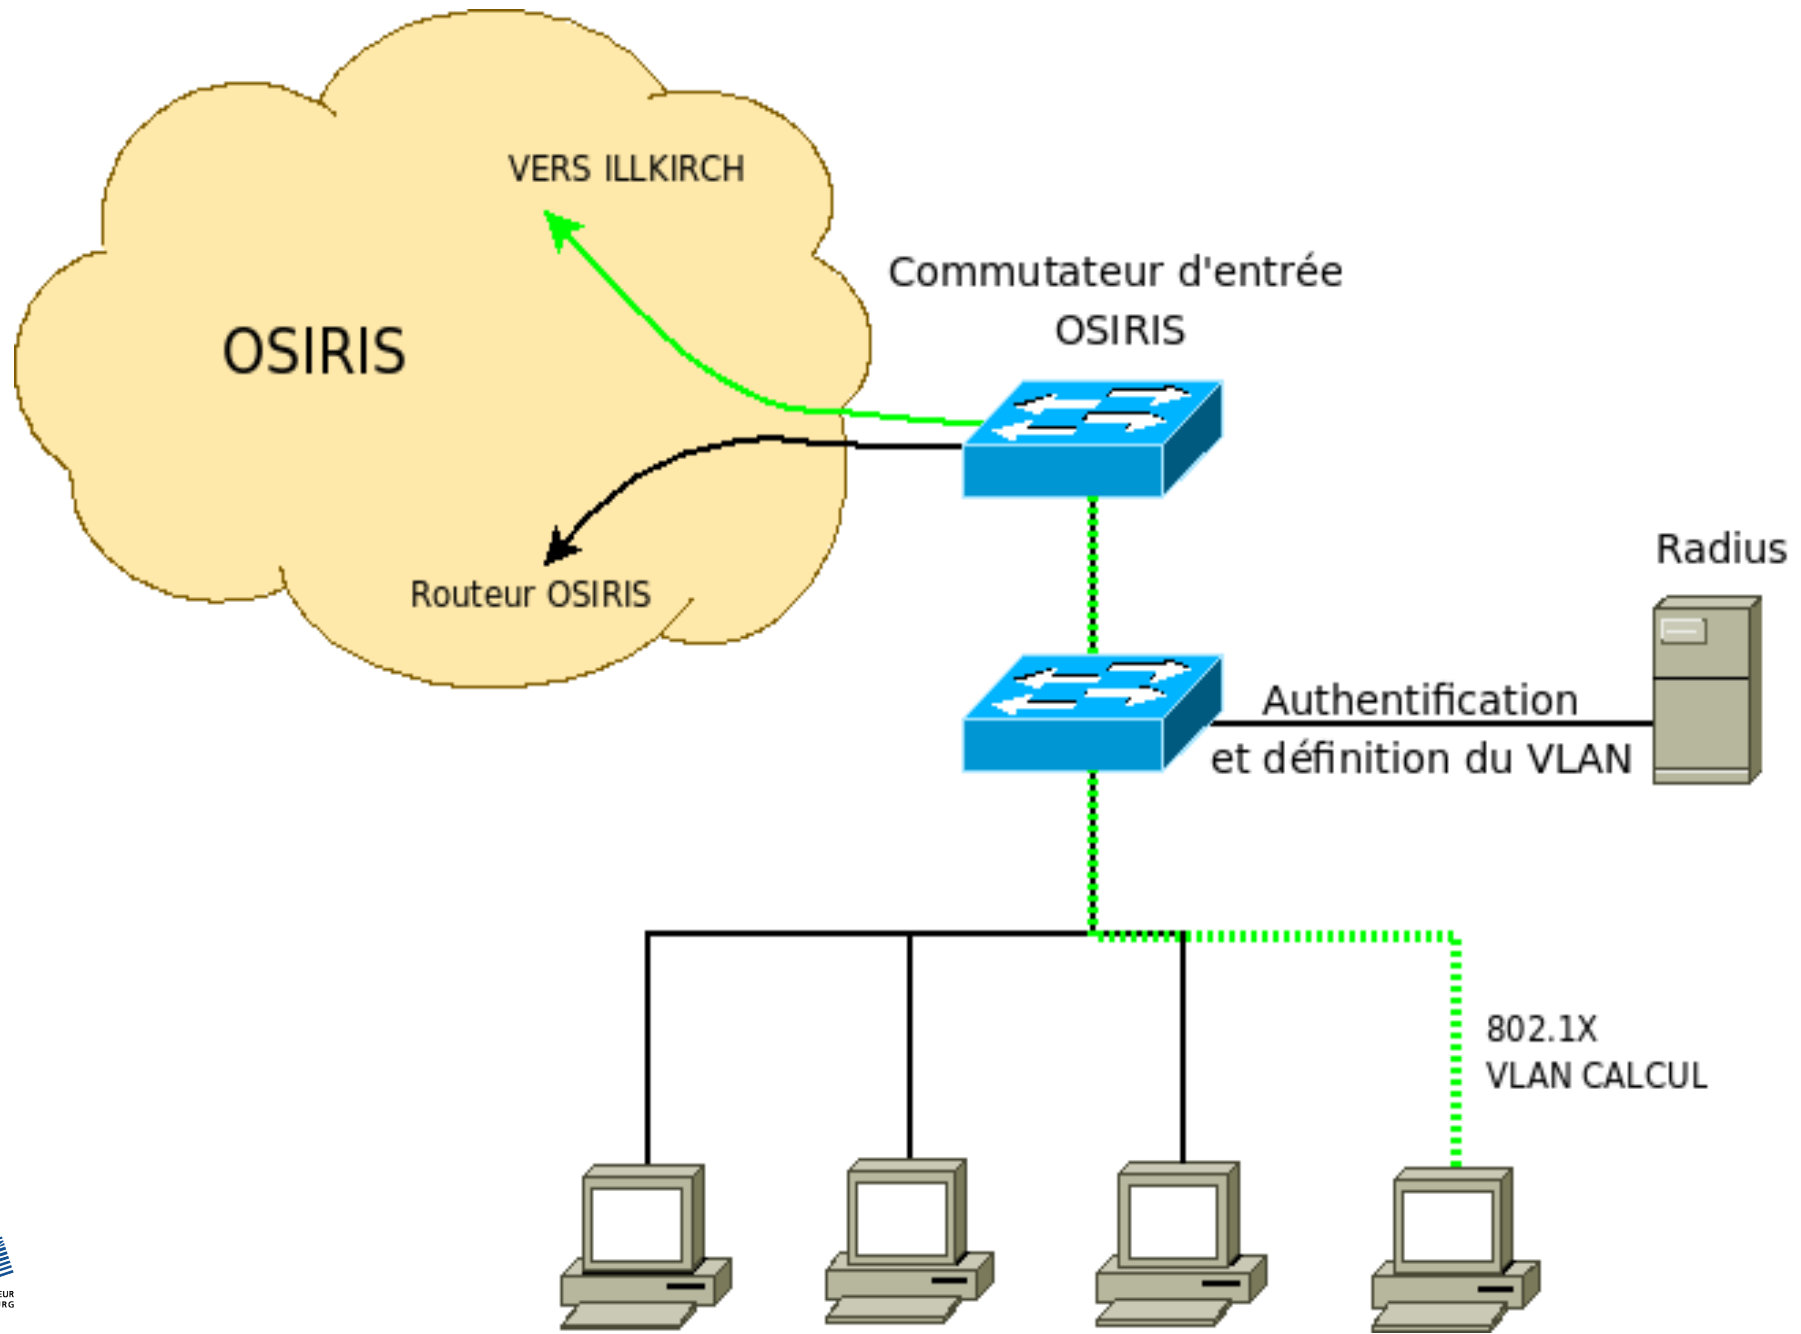 VERS ILLKIRCH
Commutateur d'entrée
OSIRIS
OSIRIS
Routeur OSIRIS
Radius
Authentification
et définition du VLAN
802.1X
VLAN CALCUL